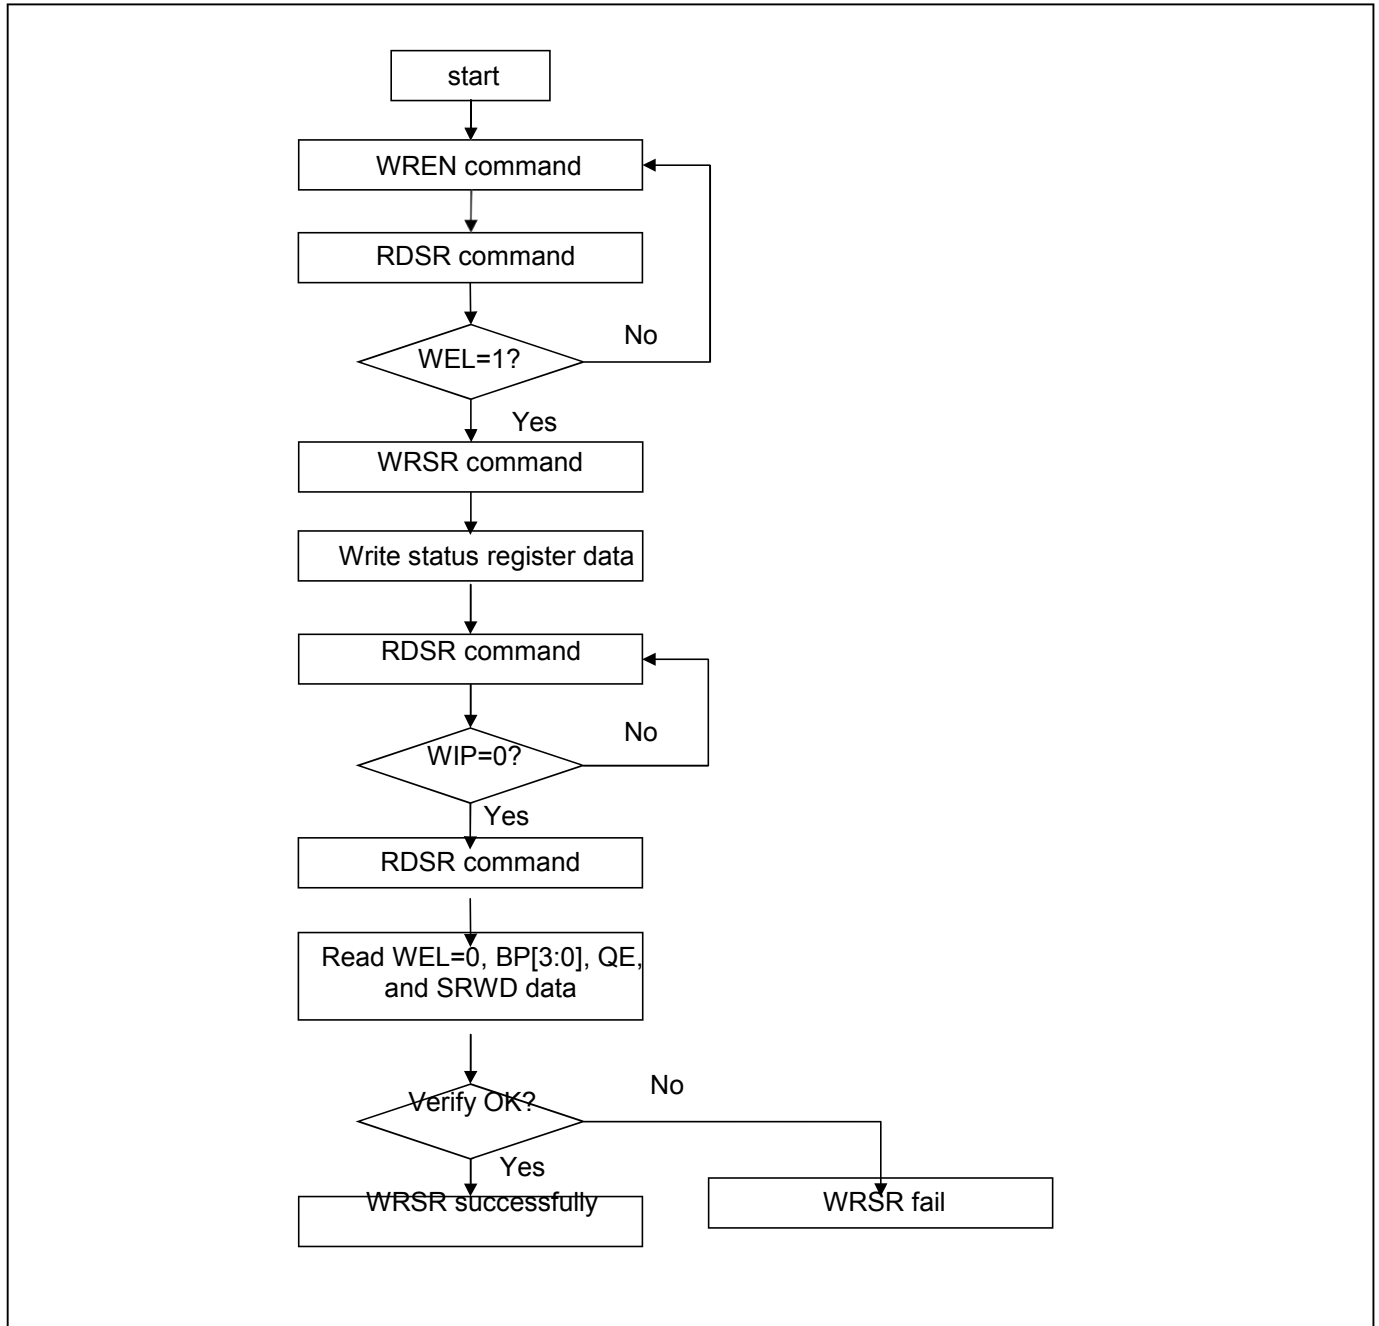 start
WREN command
RDSR command
No
WEL=1?
Yes
WRSR command
Write status register data
RDSR command
No
WIP=0?
Yes
RDSR command
Read WEL=0, BP[3:0], QE,
and SRWD data
No
Verify OK?
Yes
WRSR successfully
WRSR fail